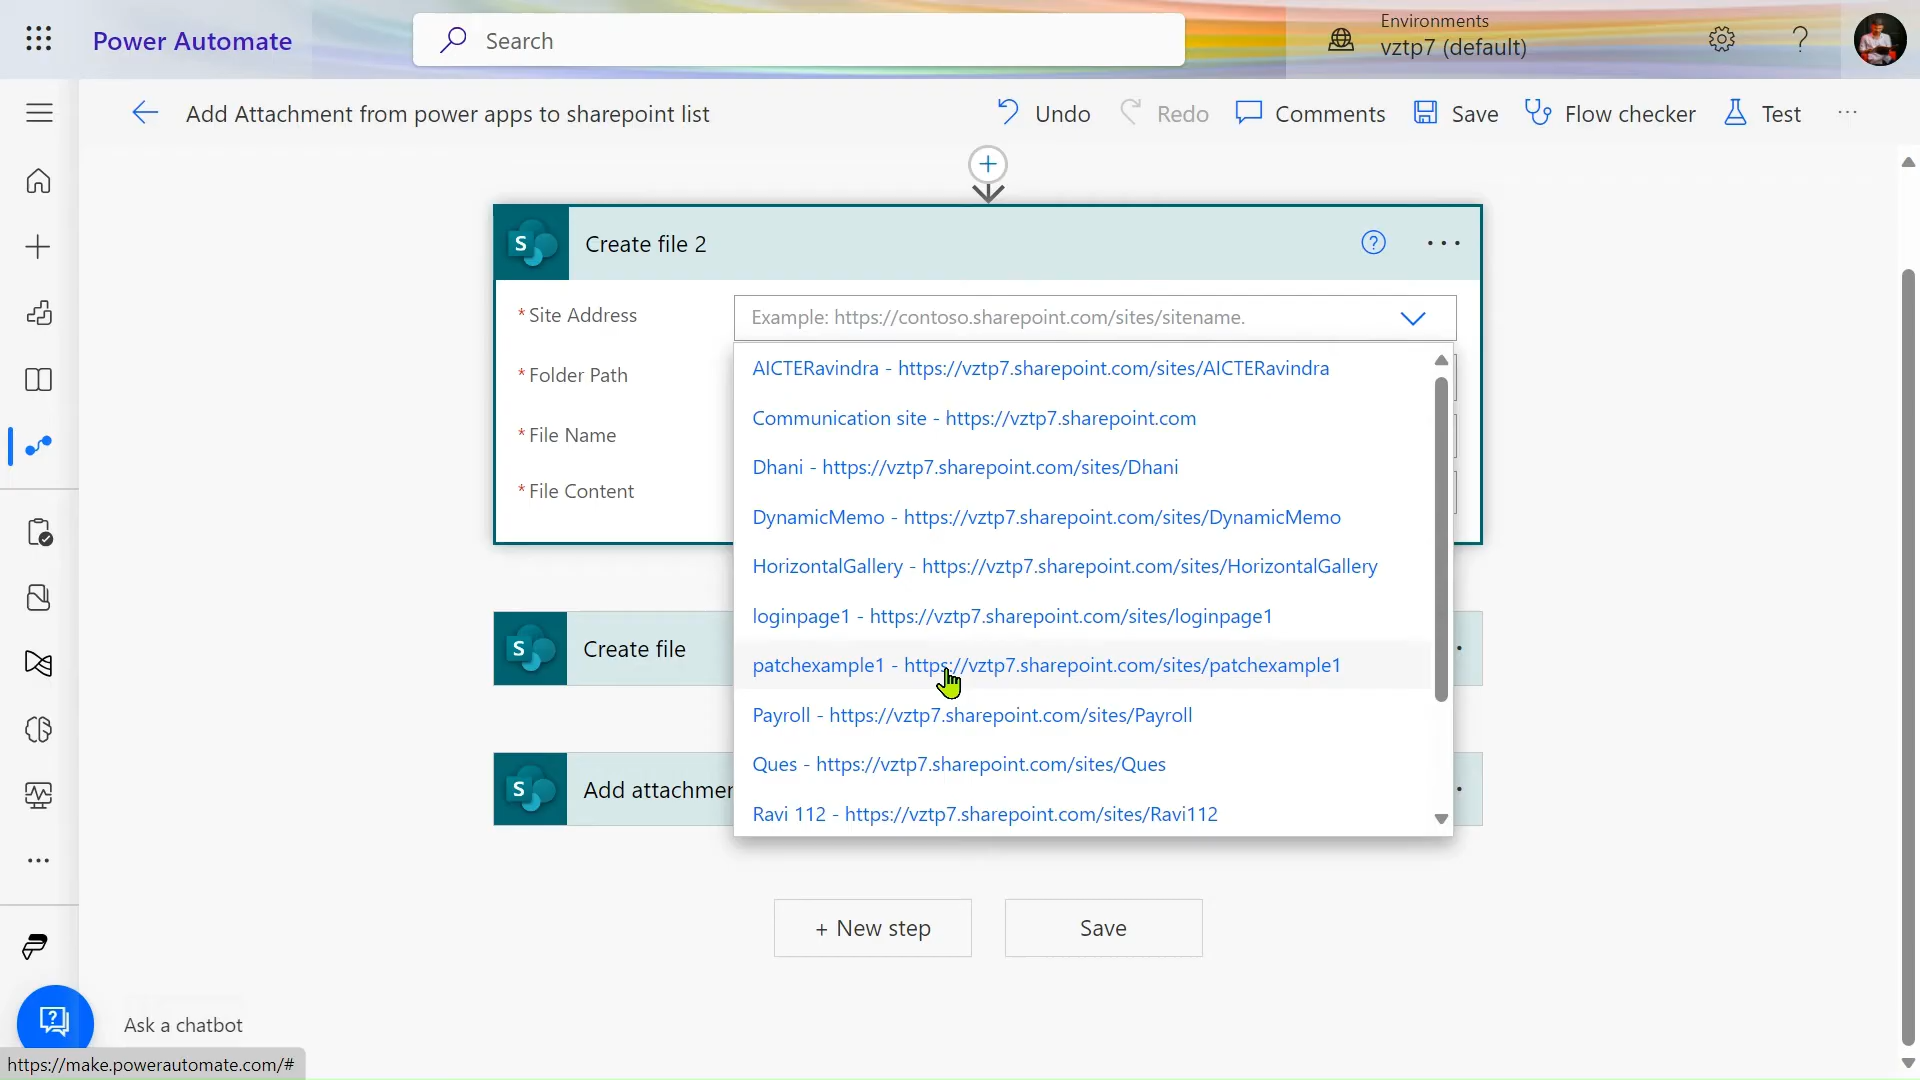 Power Automate
Search
Environments
vztp7 (default)
Add Attachment from power apps to sharepoint list
Undo
Redo
Comments
Save
Flow checker
Test
Create file 2
* Site Address
Example: https://contoso.sharepoint.com/sites/sitename.
* Folder Path
* File Name
* File Content
AICTERavindra - https://vztp7.sharepoint.com/sites/AICTERavindra
Communication site - https://vztp7.sharepoint.com
Dhani - https://vztp7.sharepoint.com/sites/Dhani
DynamicMemo - https://vztp7.sharepoint.com/sites/DynamicMemo
HorizontalGallery - https://vztp7.sharepoint.com/sites/HorizontalGallery
loginpage1 - https://vztp7.sharepoint.com/sites/loginpage1
patchexample1 - https://vztp7.sharepoint.com/sites/patchexample1
Payroll - https://vztp7.sharepoint.com/sites/Payroll
Ques - https://vztp7.sharepoint.com/sites/Ques
Ravi 112 - https://vztp7.sharepoint.com/sites/Ravi112
Create file
Add attachmen
+ New step
Save
Ask a chatbot
https://make.powerautomate.com/#